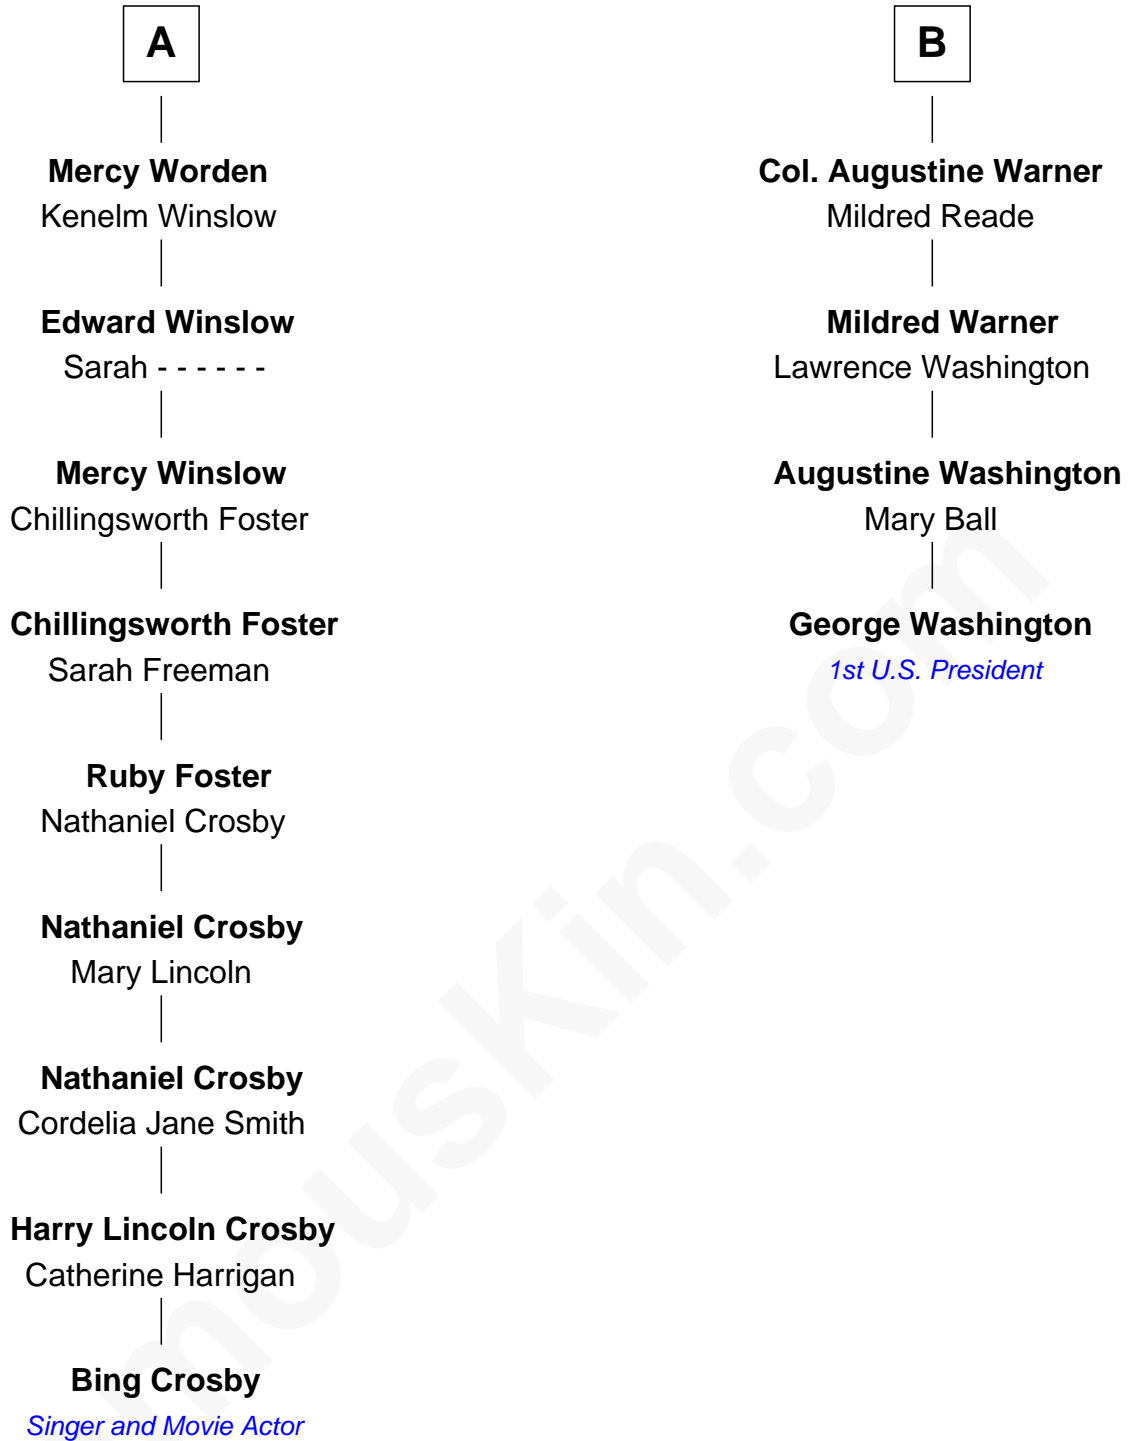 A
Mercy Worden
Kenelm Winslow
Edward Winslow
Sarah - - - - - -
Mercy Winslow
Chillingsworth Foster
Chillingsworth Foster
Sarah Freeman
Ruby Foster
Nathaniel Crosby
Nathaniel Crosby
Mary Lincoln
Nathaniel Crosby
Cordelia Jane Smith
Harry Lincoln Crosby
Catherine Harrigan
Bing Crosby
Singer and Movie Actor
B
Col. Augustine Warner
Mildred Reade
Mildred Warner
Lawrence Washington
Augustine Washington
Mary Ball
George Washington
1st U.S. President
mouskin.com